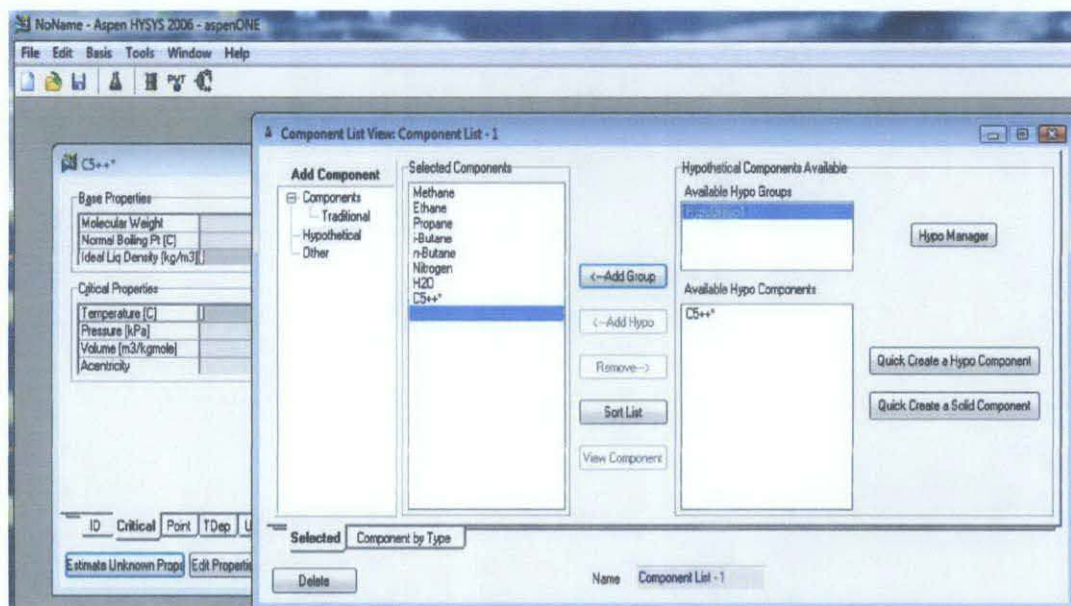 NoName - Aspen HYSYS 2006 - aspenONE
File Edit Basis Tools Window Help
PVT
C5++*
Base Properties
Molecular Weight
Normal Boiling Pt [C]
Ideal Liq Density [kg/m3]
Critical Properties
Temperature [C]
Pressure [kPa]
Volume [m3/kgmole]
Acentricity
ID Critical Point TDep U
Estimate Unknown Props Edit Properti
Component List View: Component List - 1
Add Component
Components
Traditional
Hypothetical
Other
Selected Components
Methane
Ethane
Propane
i-Butane
n-Butane
Nitrogen
H2O
C5++*
<--Add Group
<--Add Hypo
Remove-->
Sort List
View Component
Hypothetical Components Available
Available Hypo Groups
Hypo Manager
Available Hypo Components
C5++*
Quick Create a Hypo Component
Quick Create a Solid Component
Selected Component by Type
Delete
Name Component List - 1